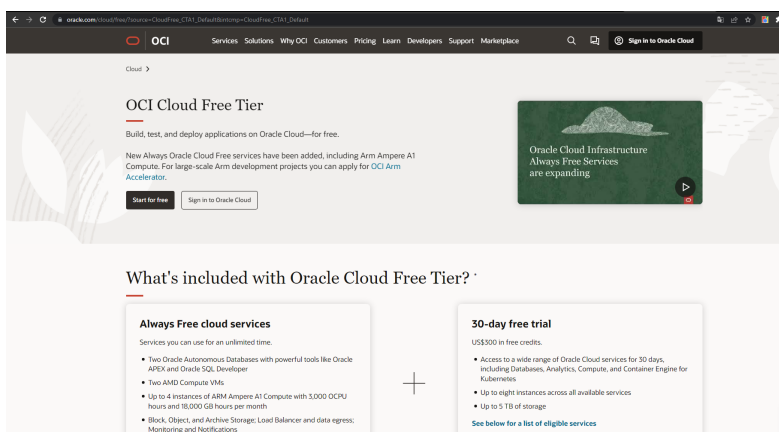 oracle.com/cloud/free/?source=CloudFree_CTA1_Default&intcmp=CloudFree_CTA1_Default
OCI
Services Solutions Why OCI Customers Pricing Learn Developers Support Marketplace
Sign in to Oracle Cloud
Cloud
OCI Cloud Free Tier
Build, test, and deploy applications on Oracle Cloud—for free.
New Always Oracle Cloud Free services have been added, including Arm Ampere A1
Compute. For large-scale Arm development projects you can apply for OCI Arm
Accelerator.
Start for free
Sign in to Oracle Cloud
Oracle Cloud Infrastructure
Always Free Services
are expanding
What's included with Oracle Cloud Free Tier? *
Always Free cloud services
Services you can use for an unlimited time.
• Two Oracle Autonomous Databases with powerful tools like Oracle
APEX and Oracle SQL Developer
• Two AMD Compute VMs
• Up to 4 instances of ARM Ampere A1 Compute with 3,000 OCPU
hours and 18,000 GB hours per month
• Block, Object, and Archive Storage; Load Balancer and data egress;
Monitoring and Notifications
30-day free trial
US$300 in free credits.
• Access to a wide range of Oracle Cloud services for 30 days,
including Databases, Analytics, Compute, and Container Engine for
Kubernetes
• Up to eight instances across all available services
• Up to 5 TB of storage
See below for a list of eligible services